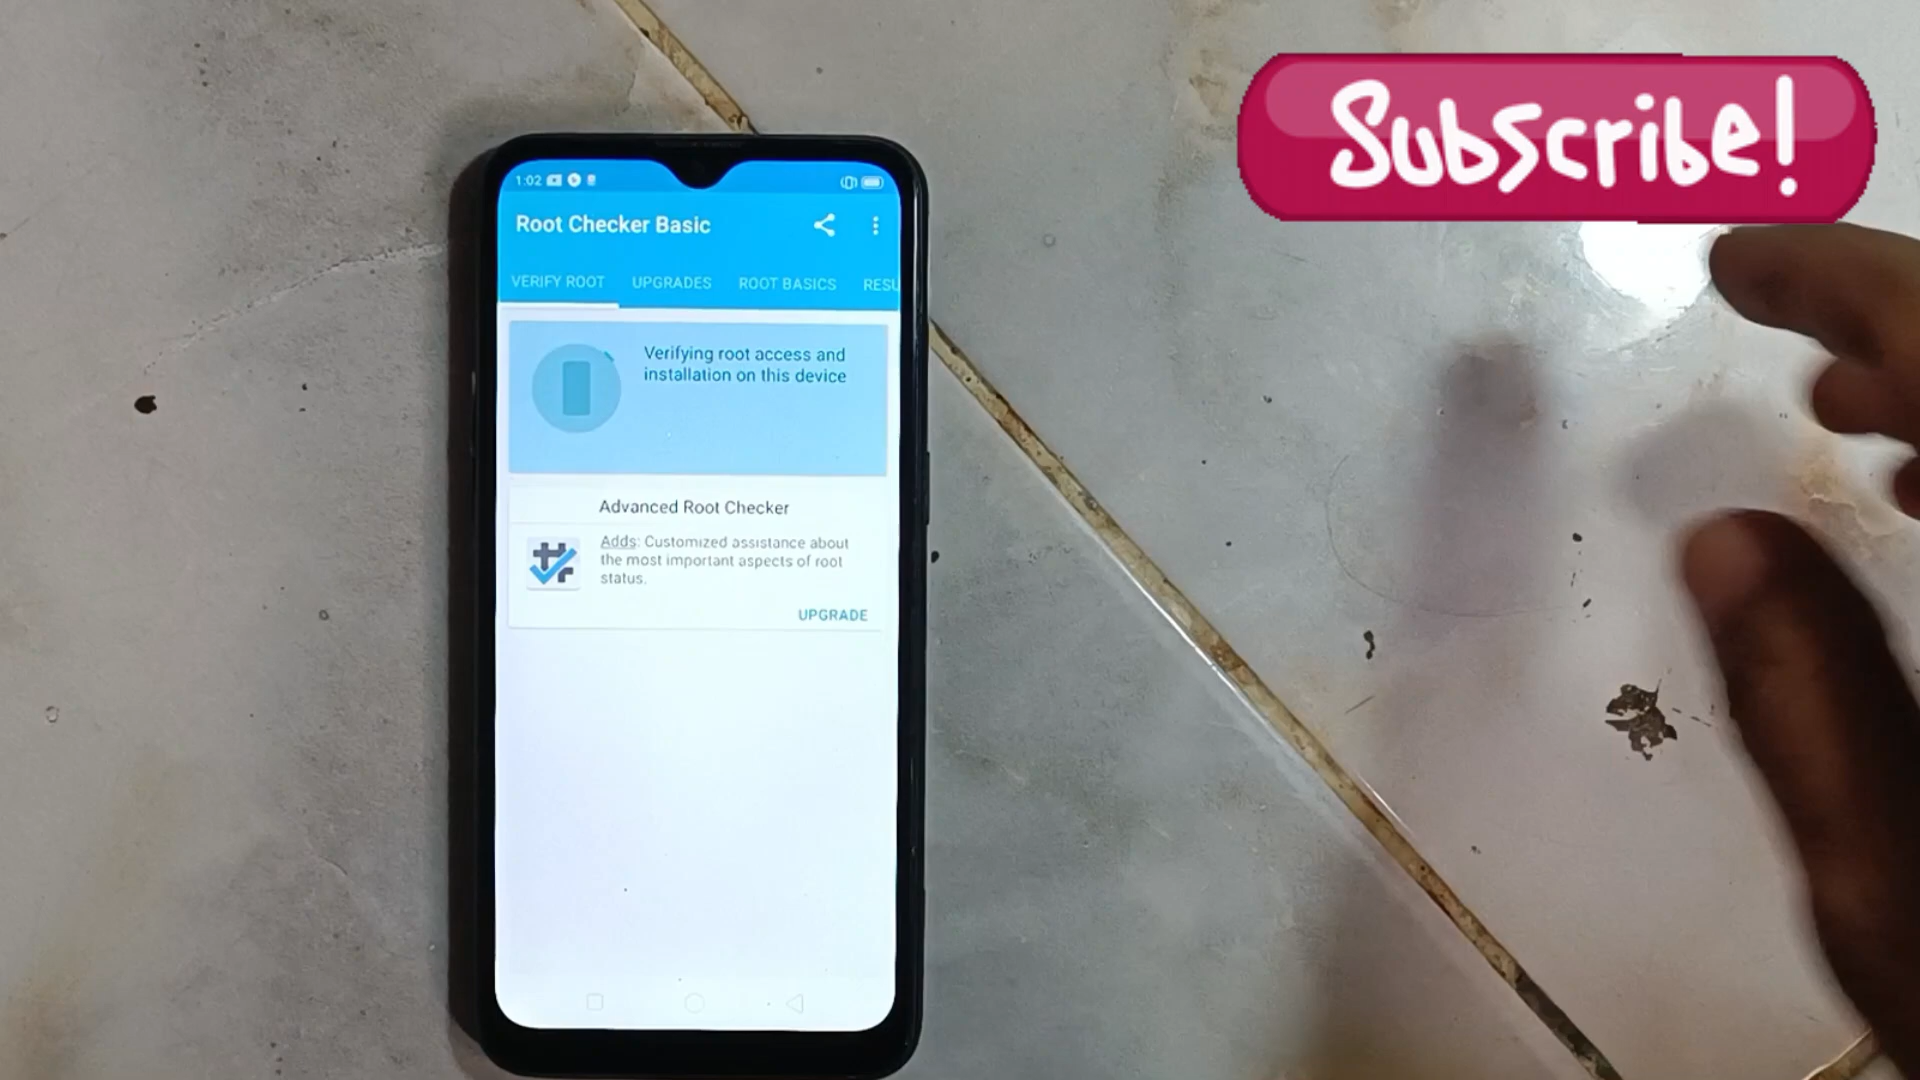 Subscribe!
1:02
Root Checker Basic
VERIFY ROOT UPGRADES ROOT BASICS RESU
Verifying root access and
installation on this device
Advanced Root Checker
Adds: Customized assistance about
the most important aspects of root
status.
UPGRADE